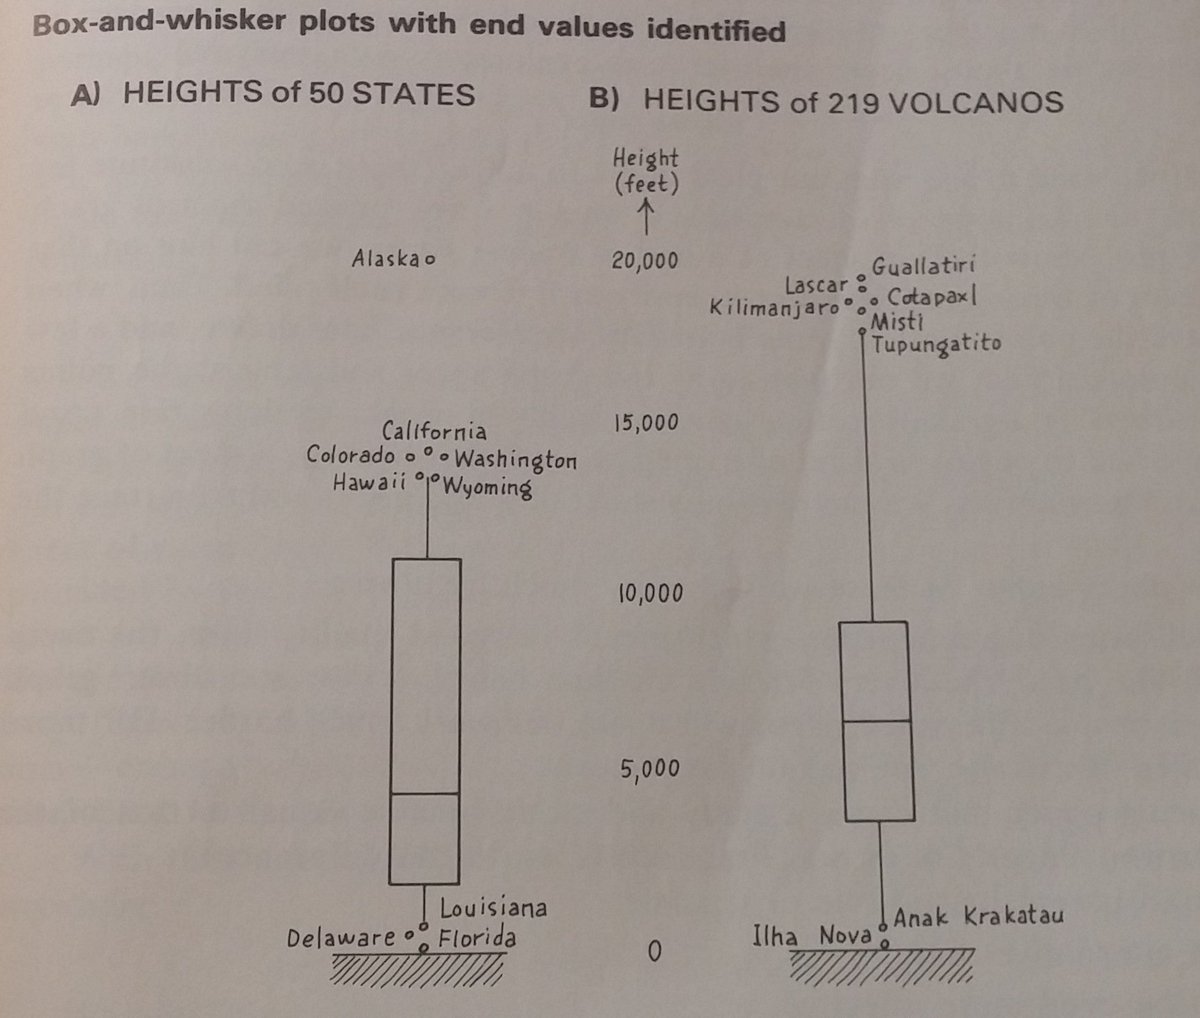 Box-and-whisker plots with end values identified
A) HEIGHTS of 50 STATES
B) HEIGHTS of 219 VOLCANOS
Height
(feet)
Alaska
20,000
Guallatiri
Lascar
Cotapaxl
Kilimanjaro
Misti
Tupungatito
15,000
California
Colorado
Washington
Hawaii
Wyoming
10,000
5,000
Louisiana
Delaware
Florida
0
Anak Krakatau
Ilha Nova